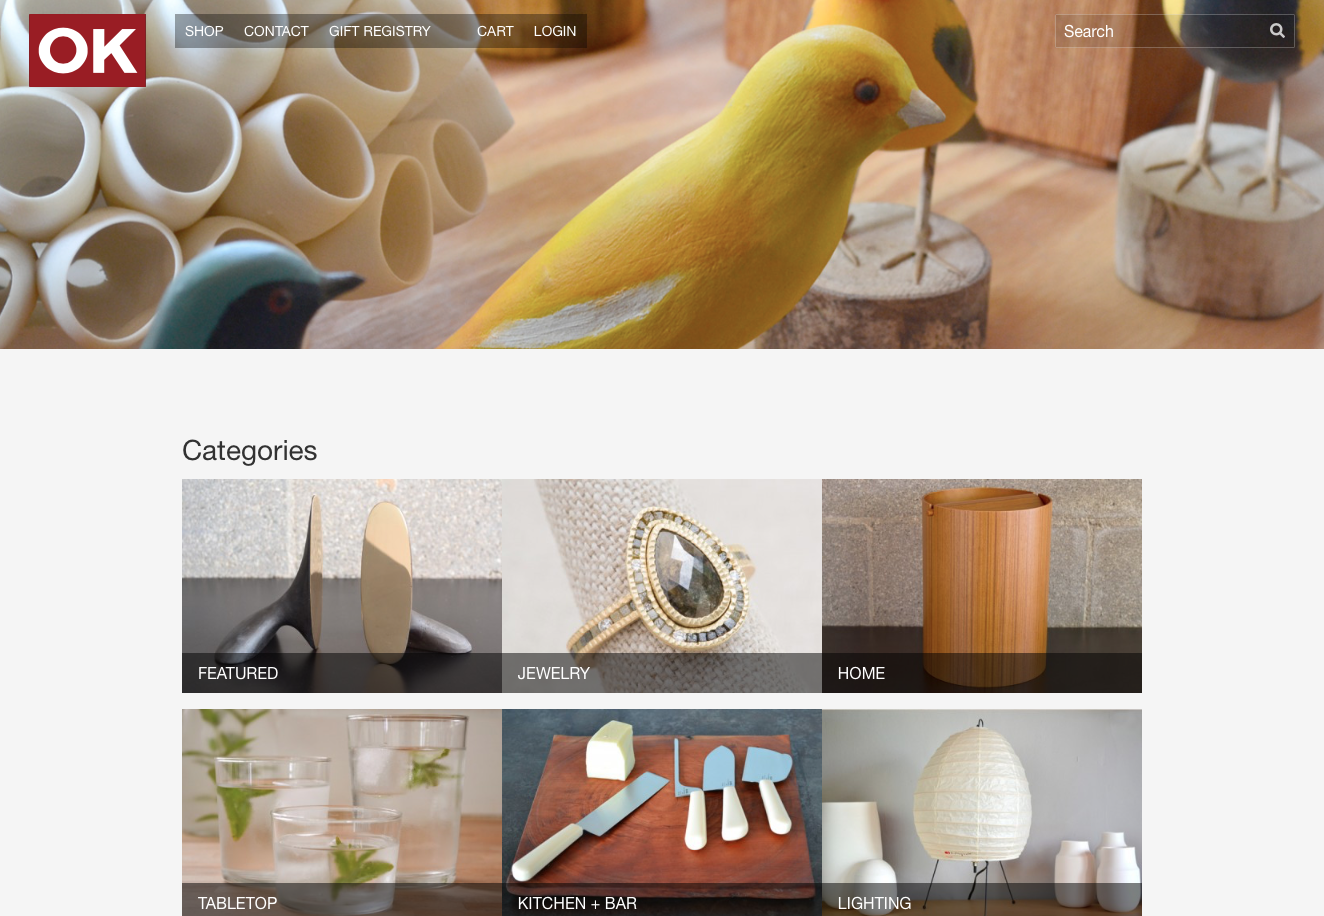 OK
SHOP CONTACT GIFT REGISTRY CART LOGIN
Search
Categories
FEATURED
JEWELRY
HOME
TABLETOP
KITCHEN + BAR
LIGHTING